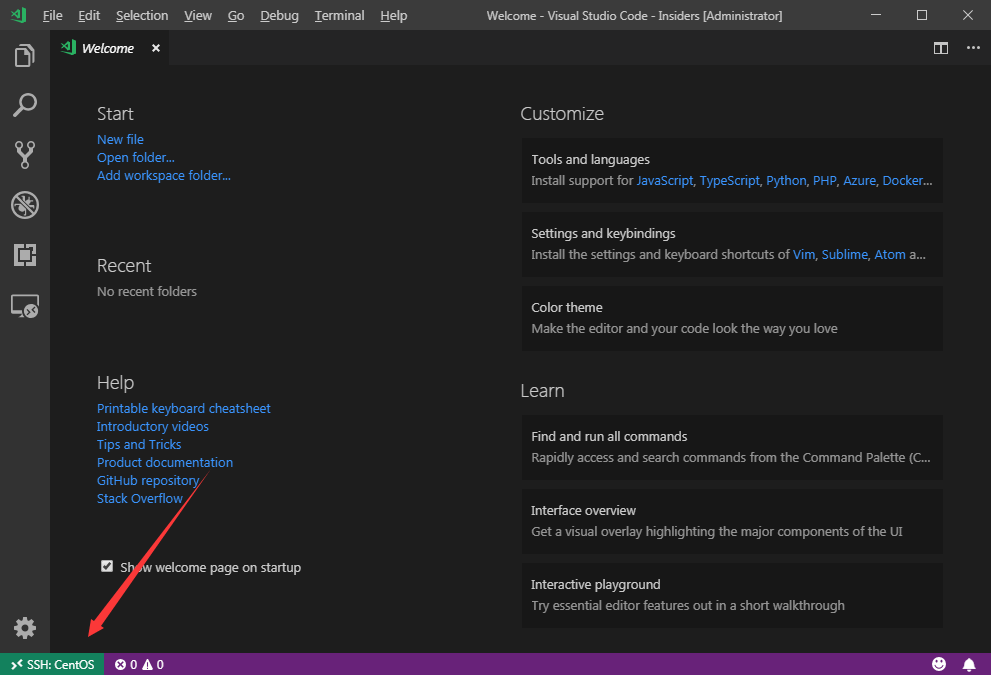 File Edit Selection View Go Debug Terminal Help Welcome - Visual Studio Code - Insiders [Administrator]
Welcome
Start
New file
Open folder...
Add workspace folder...
Recent
No recent folders
Help
Printable keyboard cheatsheet
Introductory videos
Tips and Tricks
Product documentation
GitHub repository
Stack Overflow
Show welcome page on startup
Customize
Tools and languages
Install support for JavaScript, TypeScript, Python, PHP, Azure, Docker...
Settings and keybindings
Install the settings and keyboard shortcuts of Vim, Sublime, Atom a...
Color theme
Make the editor and your code look the way you love
Learn
Find and run all commands
Rapidly access and search commands from the Command Palette (C...
Interface overview
Get a visual overlay highlighting the major components of the UI
Interactive playground
Try essential editor features out in a short walkthrough
SSH: CentOS 0 0